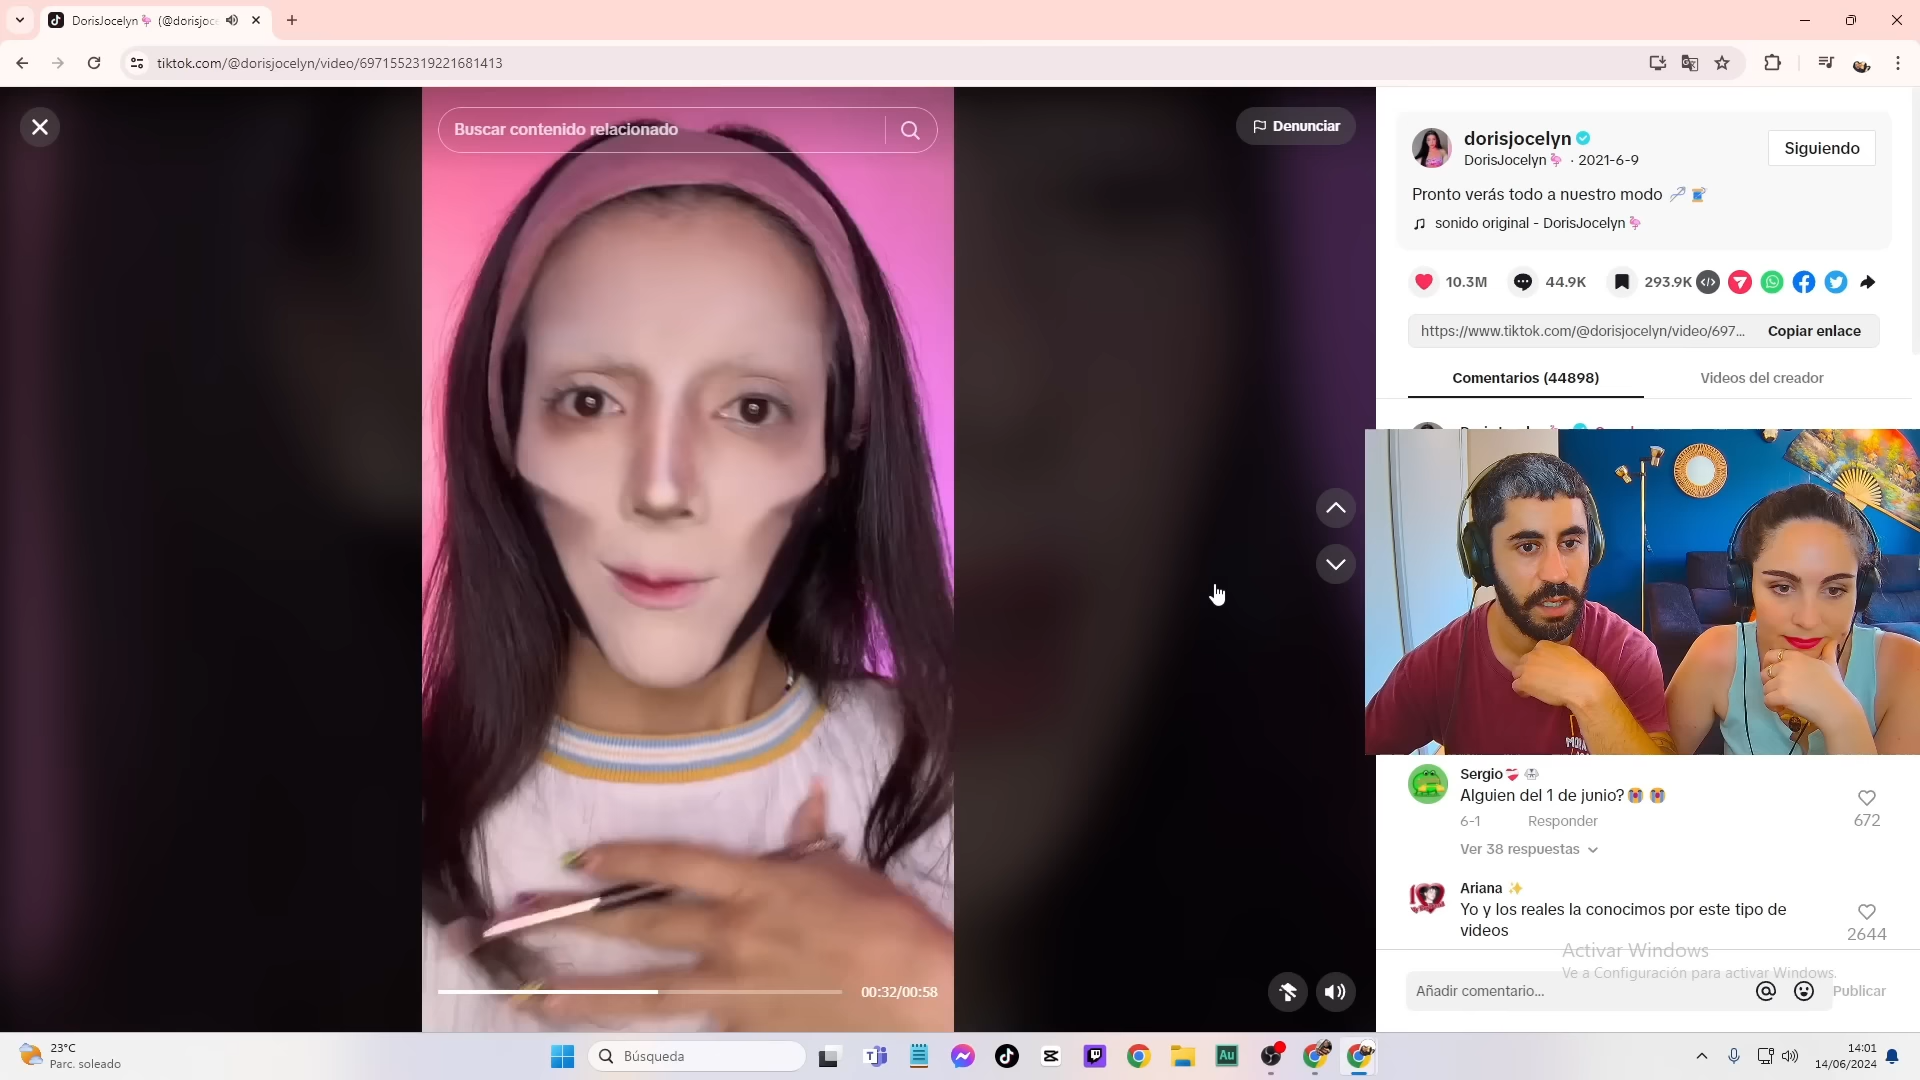 DorisJocelyn🦩 (@dorisjoc
tiktok.com/@dorisjocelyn/video/6971552319221681413
Buscar contenido relacionado
Denunciar
00:32/00:58
dorisjocelyn
DorisJocelyn🦩 · 2021-6-9
Siguiendo
Pronto verás todo a nuestro modo 🪡🧵
sonido original - DorisJocelyn🦩
10.3M
44.9K
293.9K
https://www.tiktok.com/@dorisjocelyn/video/697...
Copiar enlace
Comentarios (44898)
Videos del creador
Sergio
Alguien del 1 de junio?😭😭
6-1
Responder
672
Ver 38 respuestas
Ariana ✨
Yo y los reales la conocimos por este tipo de
videos
2644
Activar Windows
Ve a Configuración para activar Windows.
Añadir comentario...
Publicar
23°C
Parc. soleado
Búsqueda
Au
14:01
14/06/2024